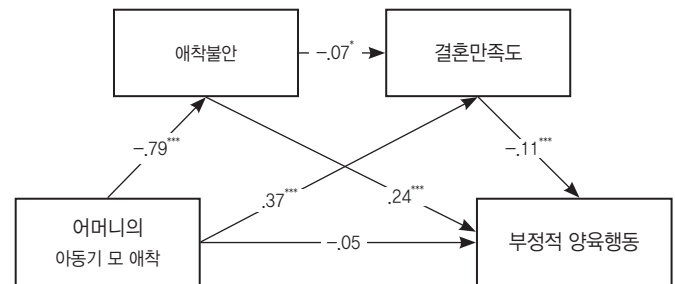 애착불안
-.07*
결혼만족도
-.79***
-.11***
.37***
.24***
어머니의
아동기 모 애착
-.05
부정적 양육행동